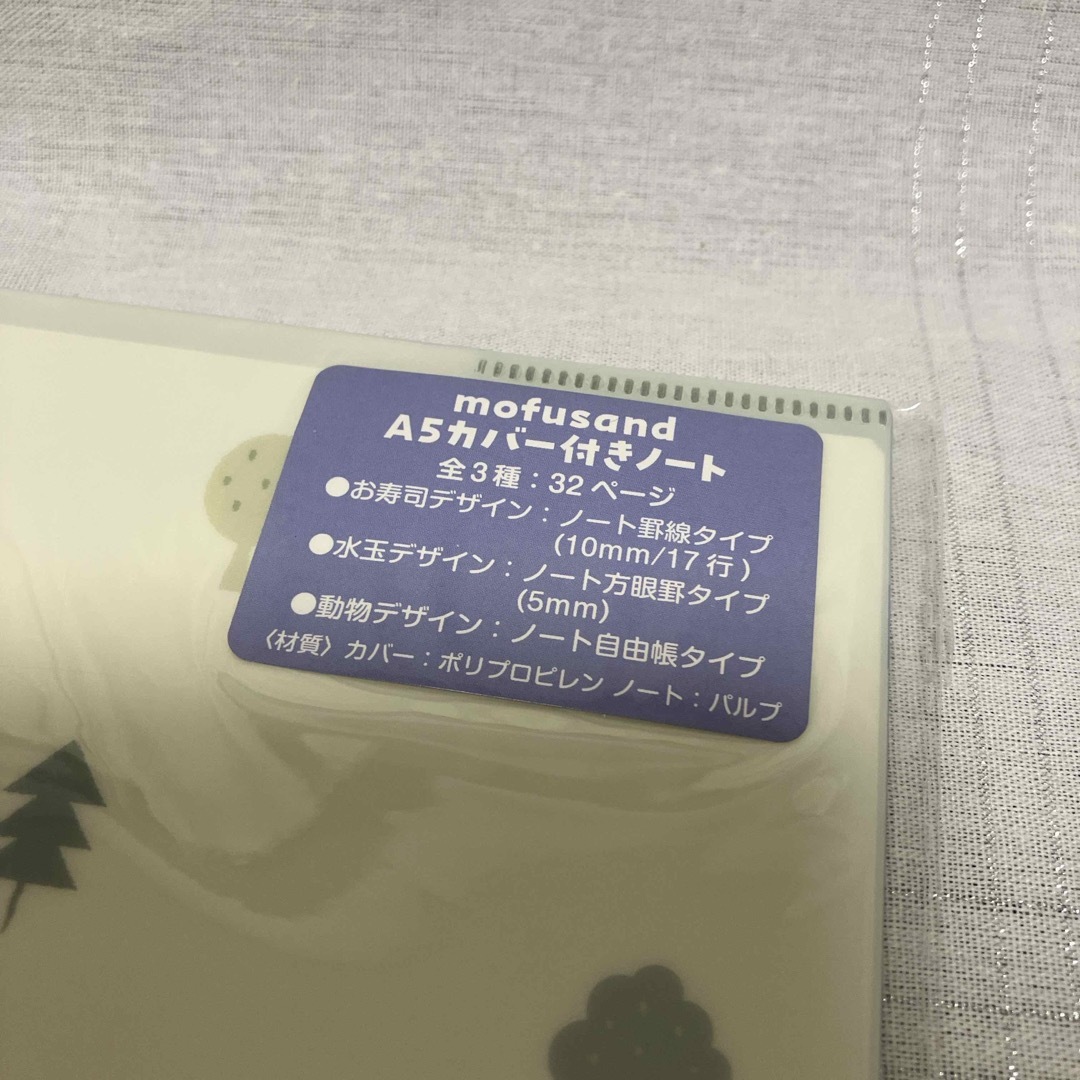 mofusand
A5カバー付きノート
全3種：32ページ
●お寿司デザイン：ノート罫線タイプ
(10mm/17行)
●水玉デザイン：ノート方眼罫タイプ
(5mm)
●動物デザイン：ノート自由帳タイプ
〈材質〉カバー：ポリプロピレン ノート：パルプ